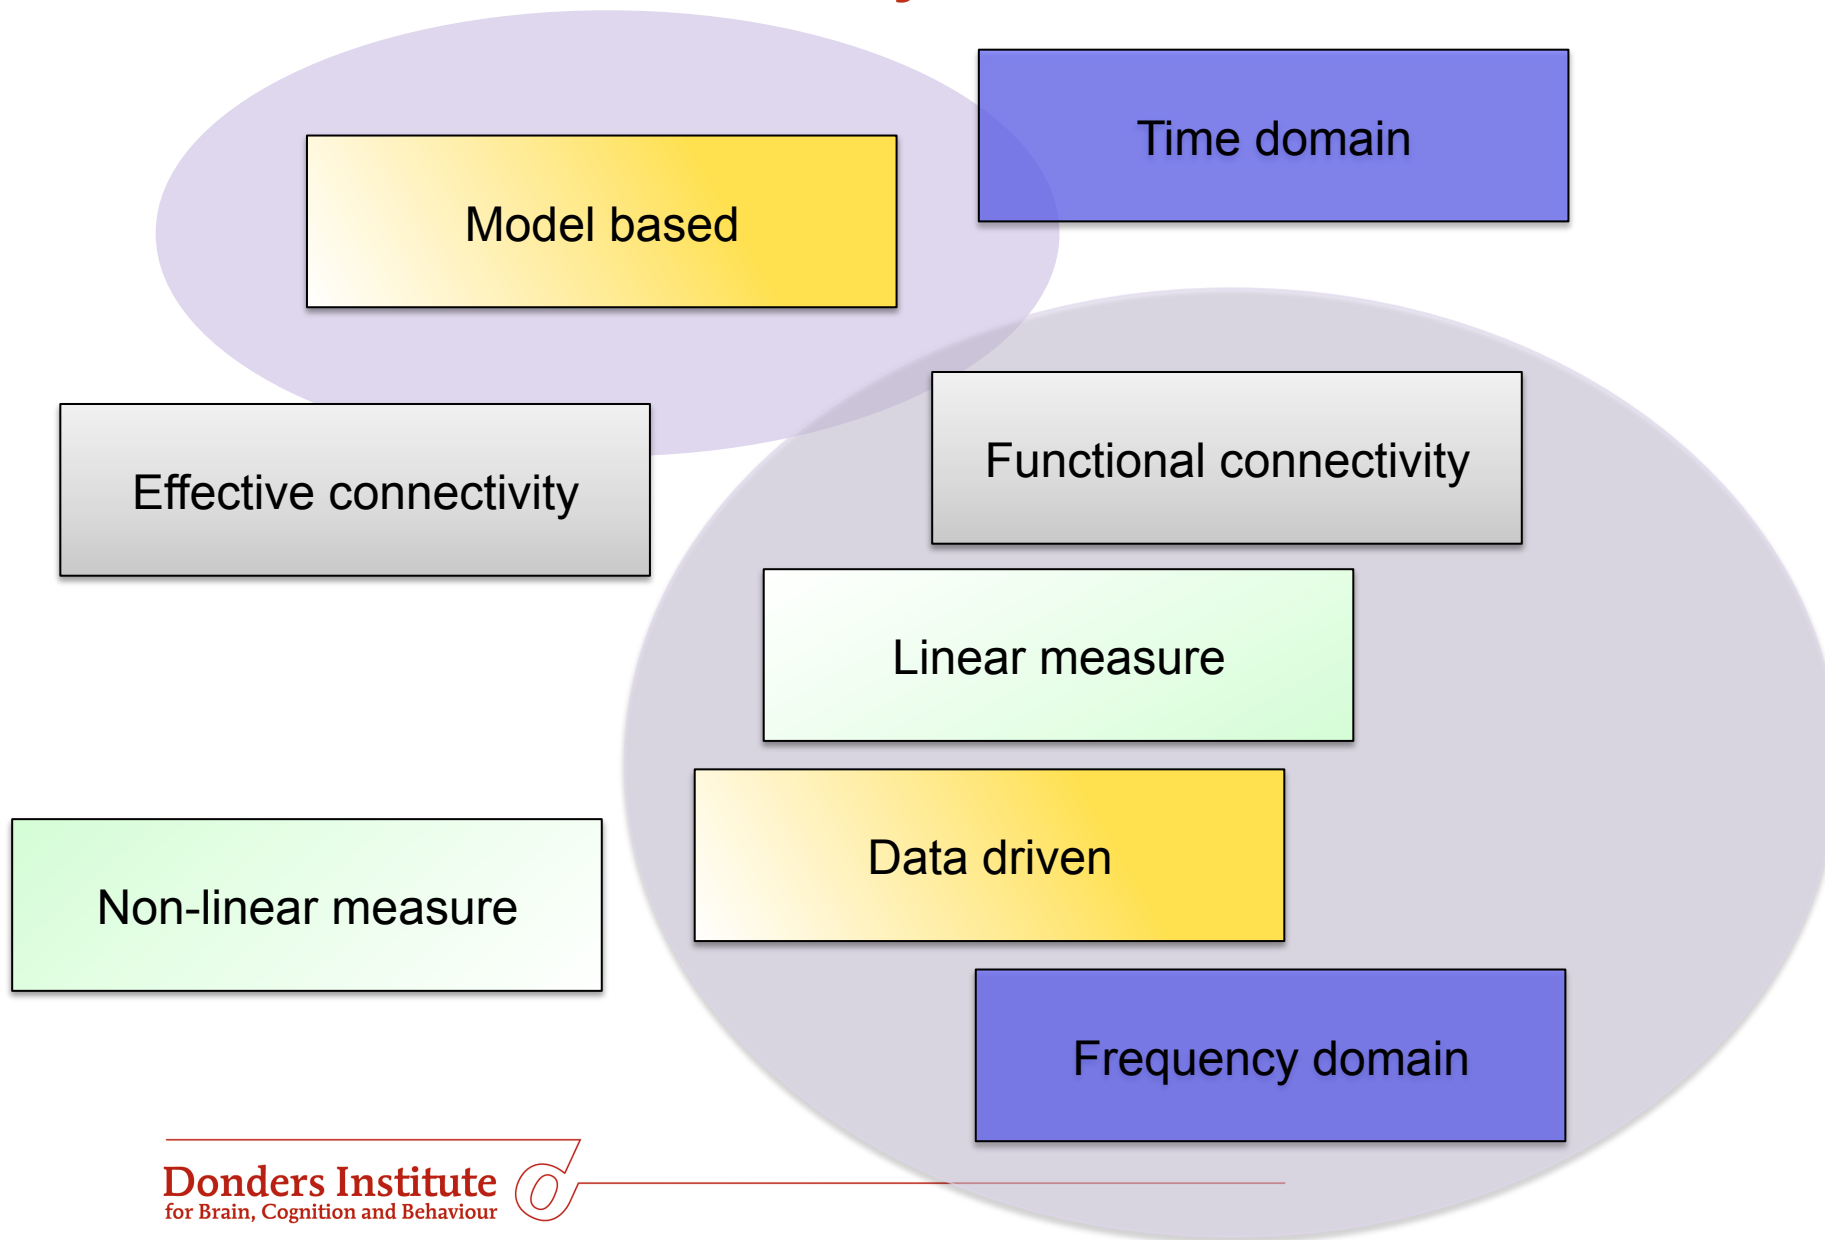 Time domain
Model based
Functional connectivity
Effective connectivity
Linear measure
Data driven
Non-linear measure
Frequency domain
Donders Institute
for Brain, Cognition and Behaviour